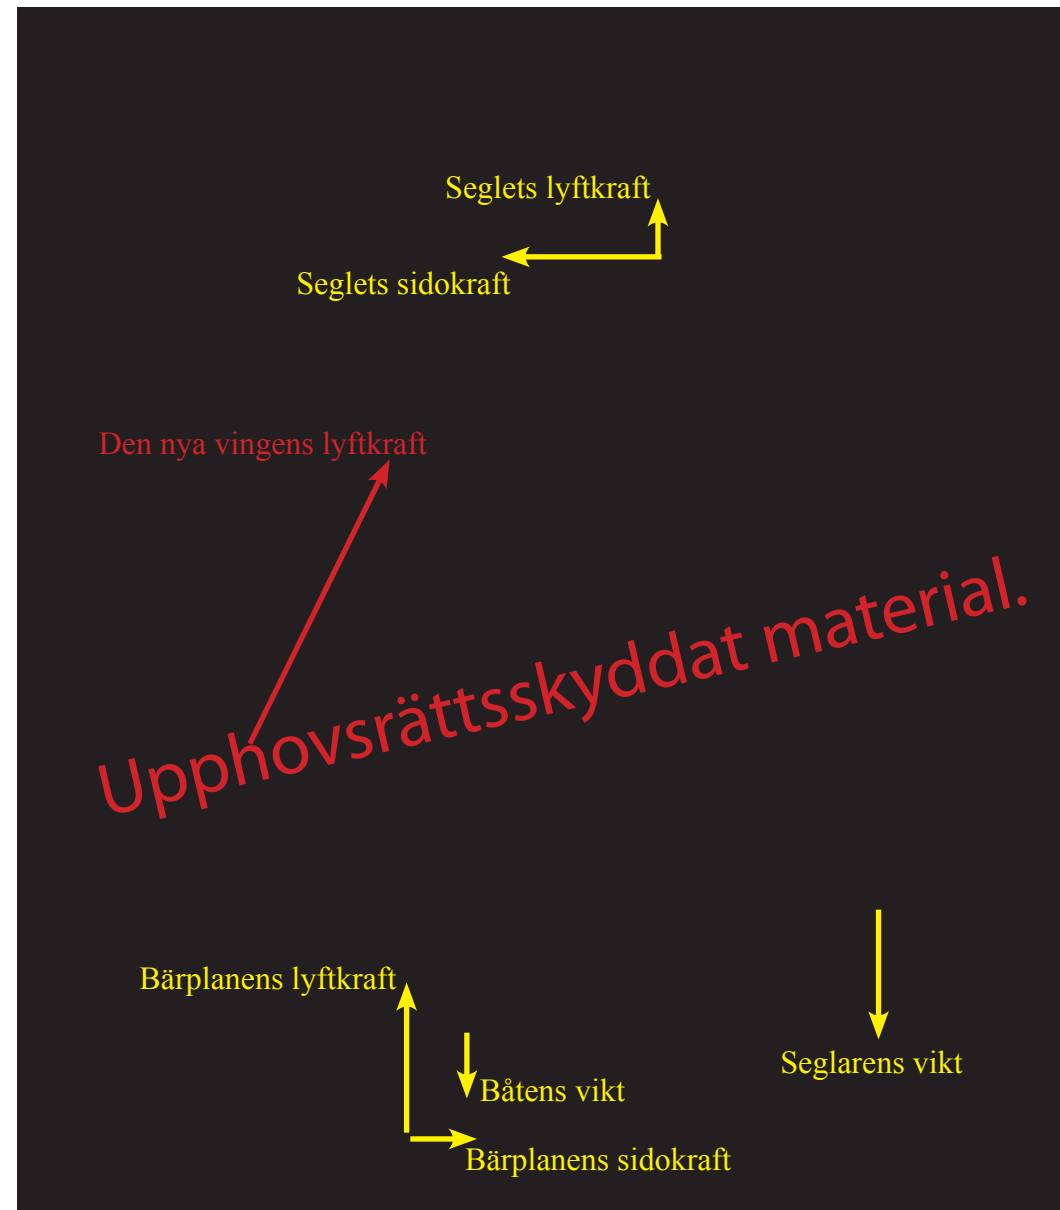 Seglets lyftkraft
Seglets sidokraft
Den nya vingens lyftkraft
Upphovsrättsskyddat material.
Bärplanens lyftkraft
Seglarens vikt
Båtens vikt
Bärplanens sidokraft